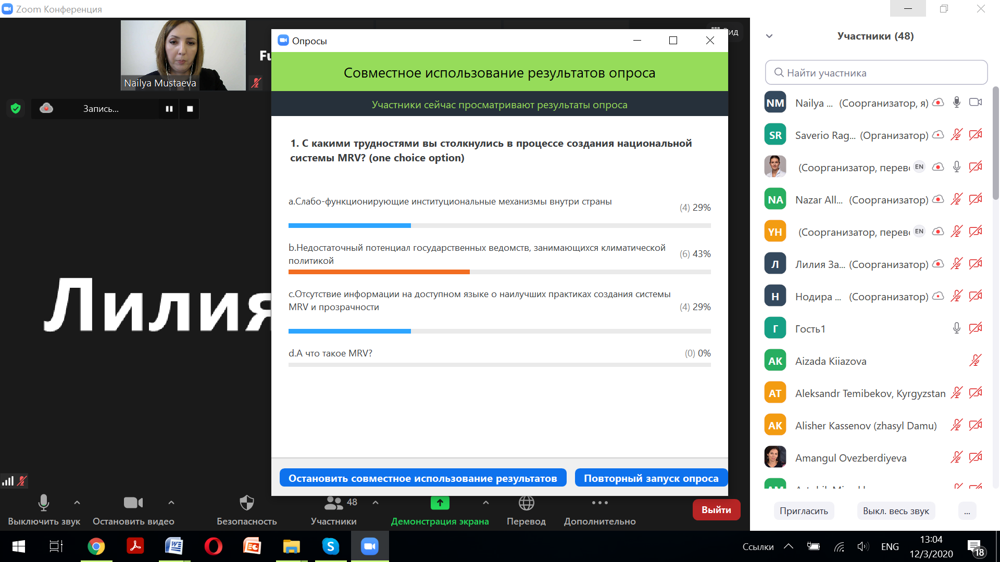 Zoom Конференция
Nailya Mustaeva
Запись...
Лилия
Опросы
Совместное использование результатов опроса
Участники сейчас просматривают результаты опроса
1. С какими трудностями вы столкнулись в процессе создания национальной
системы MRV? (one choice option)
a.Слабо-функционирующие институциональные механизмы внутри страны
(4) 29%
b.Недостаточный потенциал государственных ведомств, занимающихся климатической
политикой
(6) 43%
c.Отсутствие информации на доступном языке о наилучших практиках создания системы
MRV и прозрачности
(4) 29%
d.А что такое MRV?
(0) 0%
Остановить совместное использование результатов
Повторный запуск опроса
Участники (48)
Найти участника
NM Nailya ... (Соорганизатор, я)
SR Saverio Rag... (Организатор)
(Соорганизатор, EN
NA Nazar All... (Соорганизатор)
YH (Соорганизатор, EN
Л Лилия За... (Соорганизатор)
Н Нодира ... (Соорганизатор)
Г Гость1
AK Aizada Kiiazova
AT Aleksandr Temibekov, Kyrgyzstan
AK Alisher Kassenov (zhasyl Damu)
Amangul Ovezberdiyeva
Пригласить
Выкл. весь звук
...
Выключить звук
Остановить видео
Безопасность
48
Участники
Демонстрация экрана
Перевод
Дополнительно
Выйти
Ссылки
ENG
13:04
12/3/2020
18